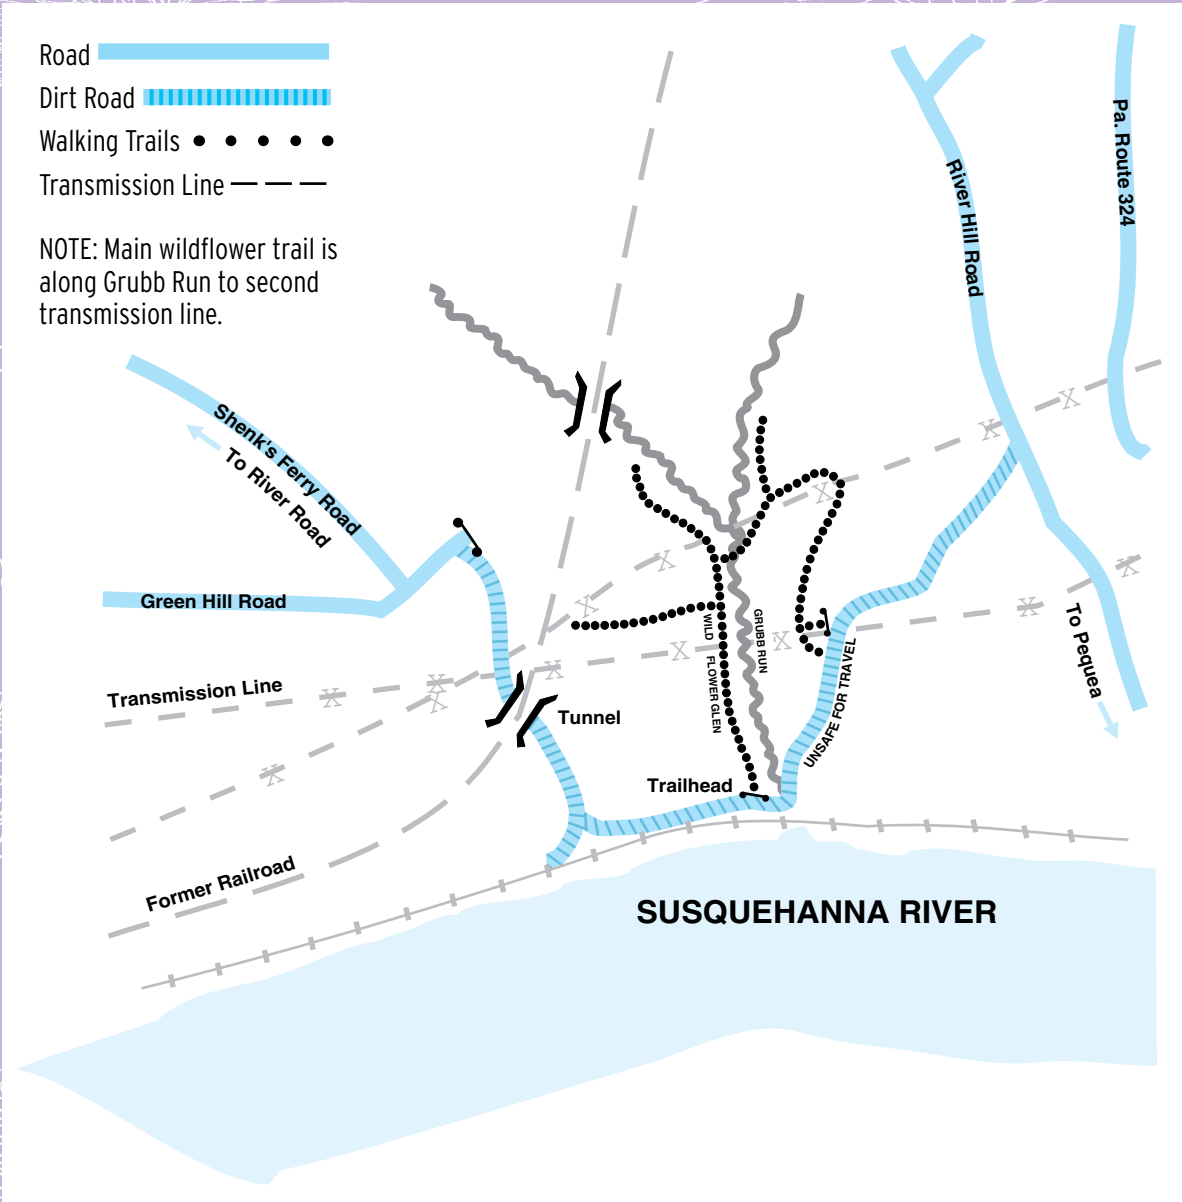 Road
Dirt Road
Walking Trails
Transmission Line
NOTE: Main wildflower trail is
along Grubb Run to second
transmission line.
Pa. Route 324
River Hill Road
Shenk's Ferry Road
To River Road
Green Hill Road
X
X
X
X
X
X
X
X
X
X
X
X
X
X
WILD FLOWER GLEN
GRUBB RUN
UNSAFE FOR TRAVEL
To Pequea
Transmission Line
Tunnel
Trailhead
Former Railroad
SUSQUEHANNA RIVER